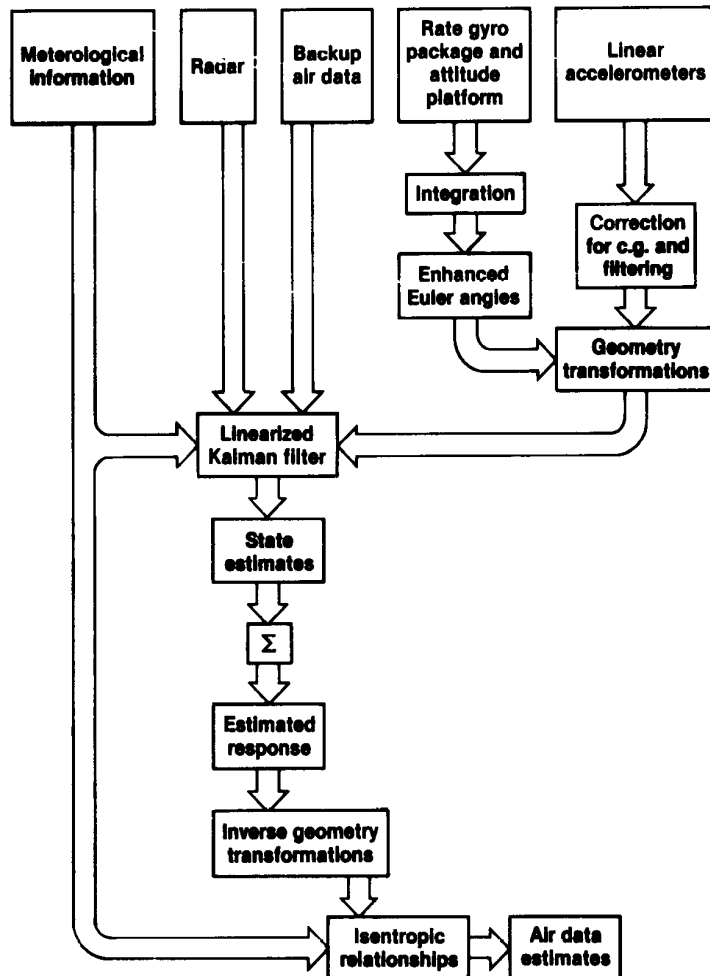 Meterological
information
Radar
Backup
air data
Rate gyro
package and
attitude
platform
Linear
accelerometers
Integration
Correction
for c.g. and
filtering
Enhanced
Euler angles
Geometry
transformations
Linearized
Kalman filter
State
estimates
Σ
Estimated
response
Inverse geometry
transformations
Isentropic
relationships
Air data
estimates